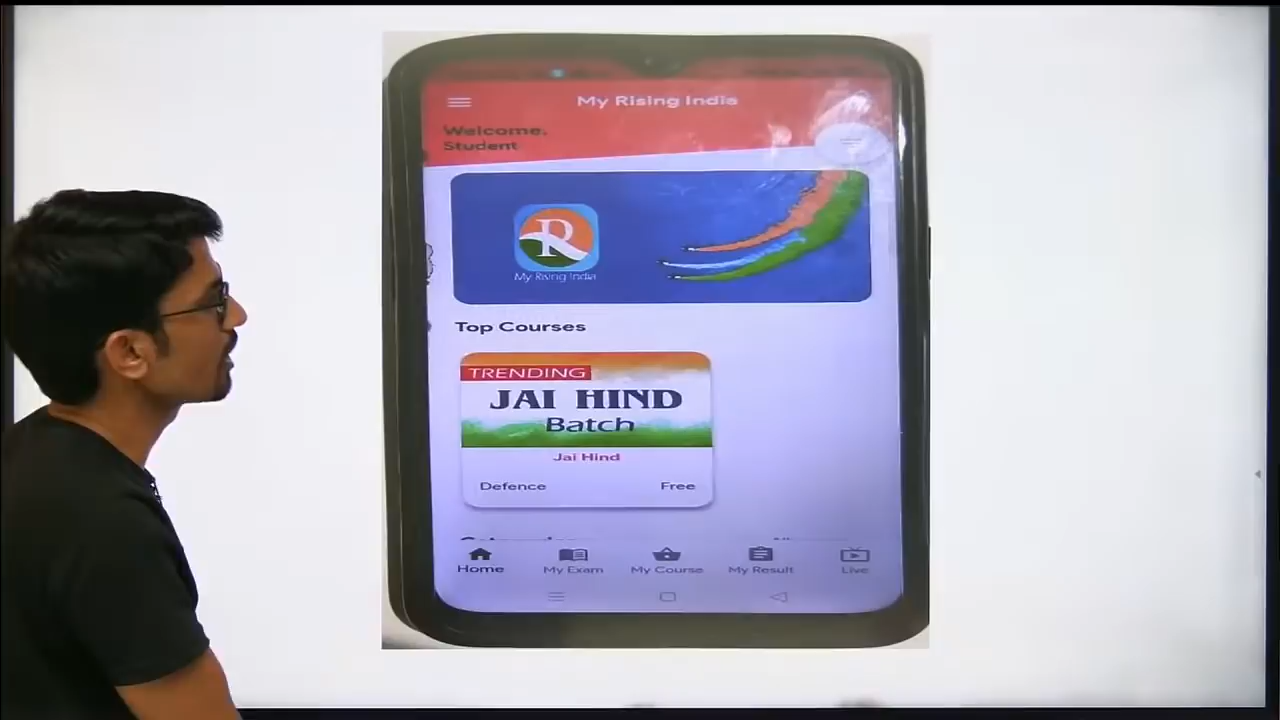 My Rising India
Welcome.
Student
R
My Rising India
Top Courses
TRENDING
JAI HIND
Batch
Jai Hind
Defence Free
Home My Exam My Course My Result Live